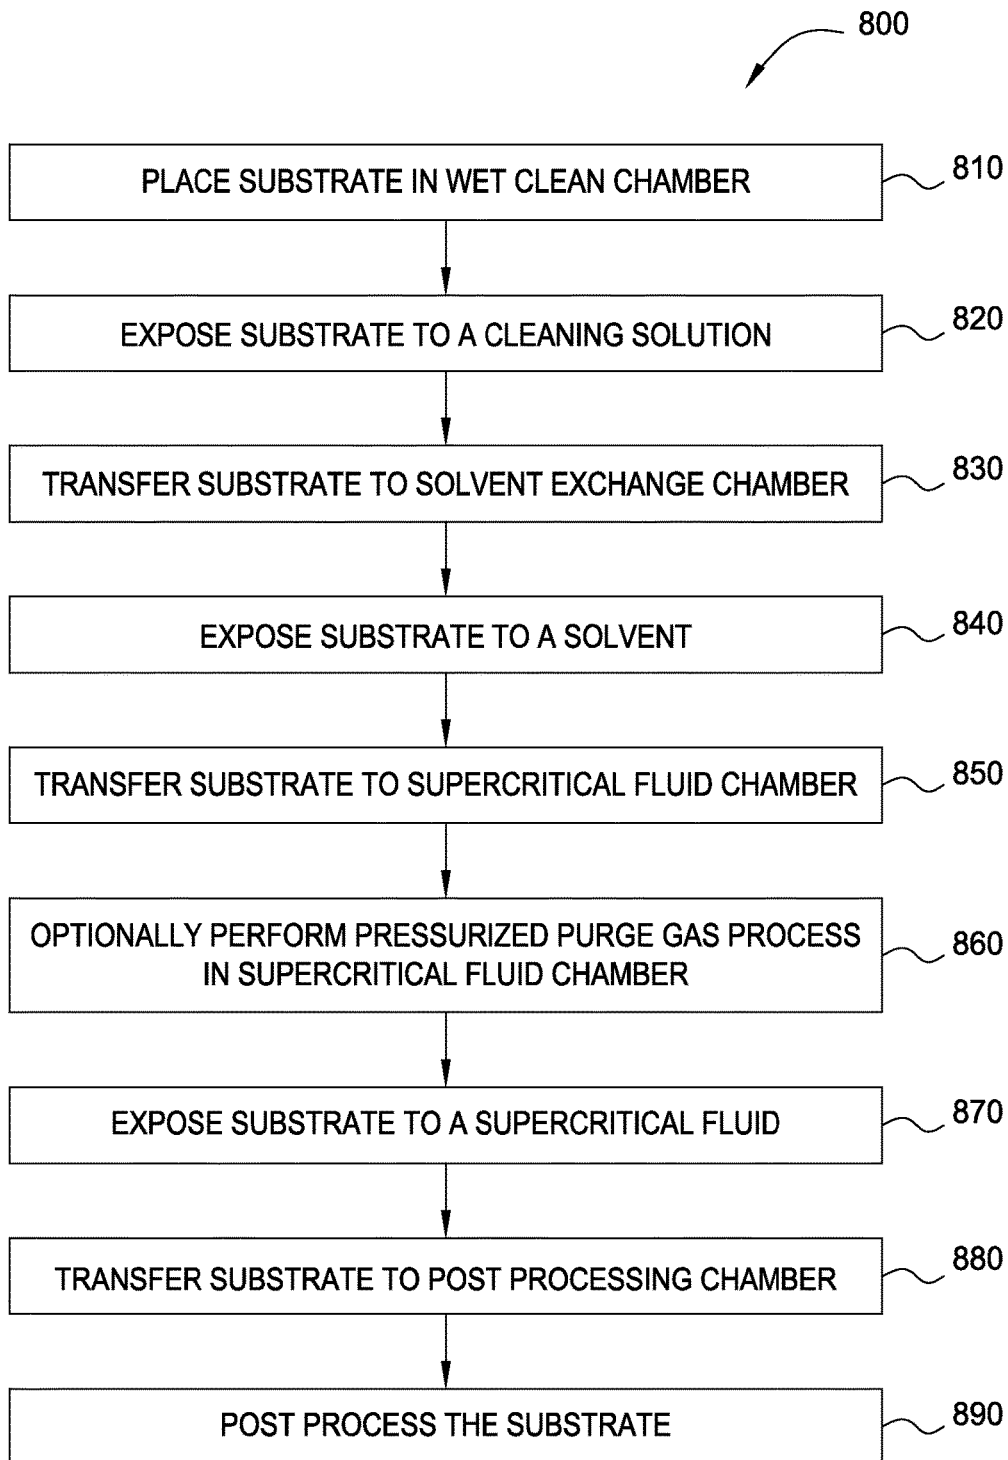 800
PLACE SUBSTRATE IN WET CLEAN CHAMBER
810
EXPOSE SUBSTRATE TO A CLEANING SOLUTION
820
TRANSFER SUBSTRATE TO SOLVENT EXCHANGE CHAMBER
830
EXPOSE SUBSTRATE TO A SOLVENT
840
TRANSFER SUBSTRATE TO SUPERCRITICAL FLUID CHAMBER
850
OPTIONALLY PERFORM PRESSURIZED PURGE GAS PROCESS
IN SUPERCRITICAL FLUID CHAMBER
860
EXPOSE SUBSTRATE TO A SUPERCRITICAL FLUID
870
TRANSFER SUBSTRATE TO POST PROCESSING CHAMBER
880
POST PROCESS THE SUBSTRATE
890